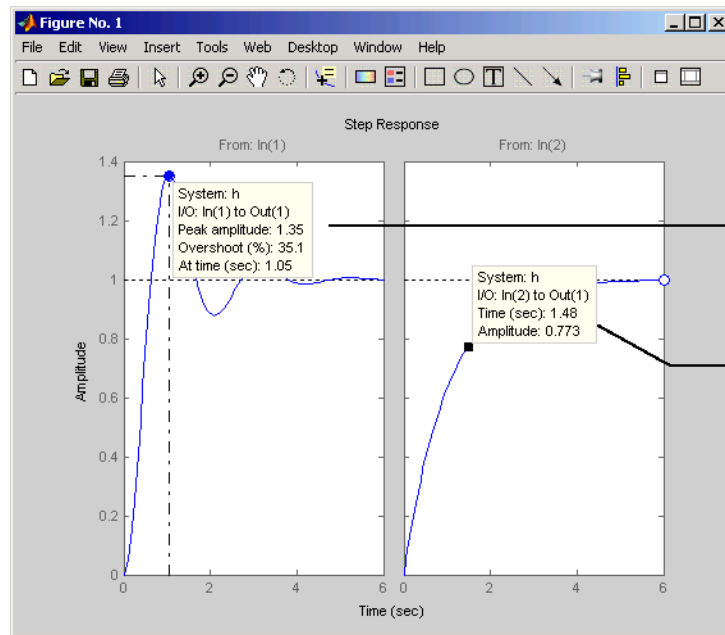 Figure No. 1
File Edit View Insert Tools Web Desktop Window Help
T
Step Response
From: In(1)
From: In(2)
1.4
1.2
1
0.8
0.6
0.4
0.2
0
Amplitude
System: h
I/O: In(1) to Out(1)
Peak amplitude: 1.35
Overshoot (%): 35.1
At time (sec): 1.05
System: h
I/O: In(2) to Out(1)
Time (sec): 1.48
Amplitude: 0.773
0 2 4 6
0 2 4 6
Time (sec)